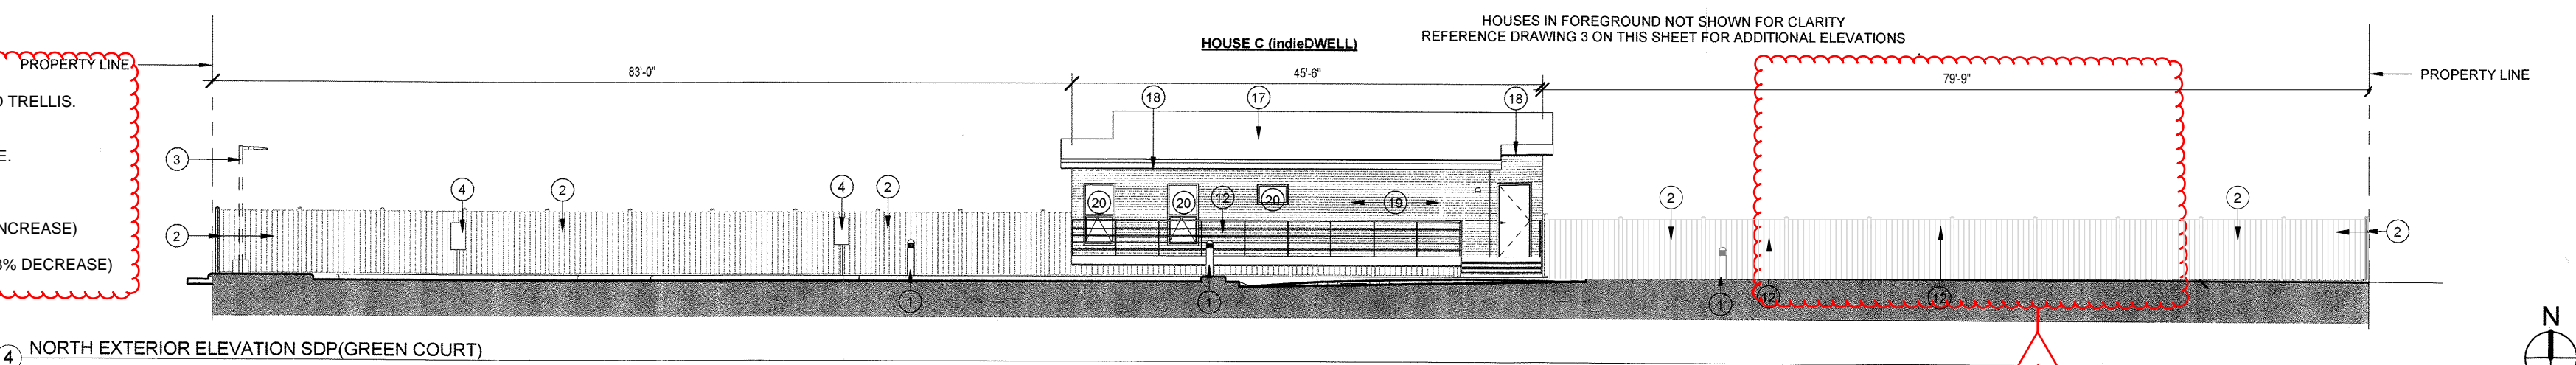 HOUSES IN FOREGROUND NOT SHOWN FOR CLARITY
REFERENCE DRAWING 3 ON THIS SHEET FOR ADDITIONAL ELEVATIONS
HOUSE C (indieDWELL)
PROPERTY LINE
83'-0"
45'-6"
79'-9"
PROPERTY LINE
TRELLIS.
18
17
18
3
E.
4
2
4
2
20
20
12
20
19
2
2
NCREASE)
2
2
% DECREASE)
1
1
1
12
12
4
NORTH EXTERIOR ELEVATION SDP(GREEN COURT)
N